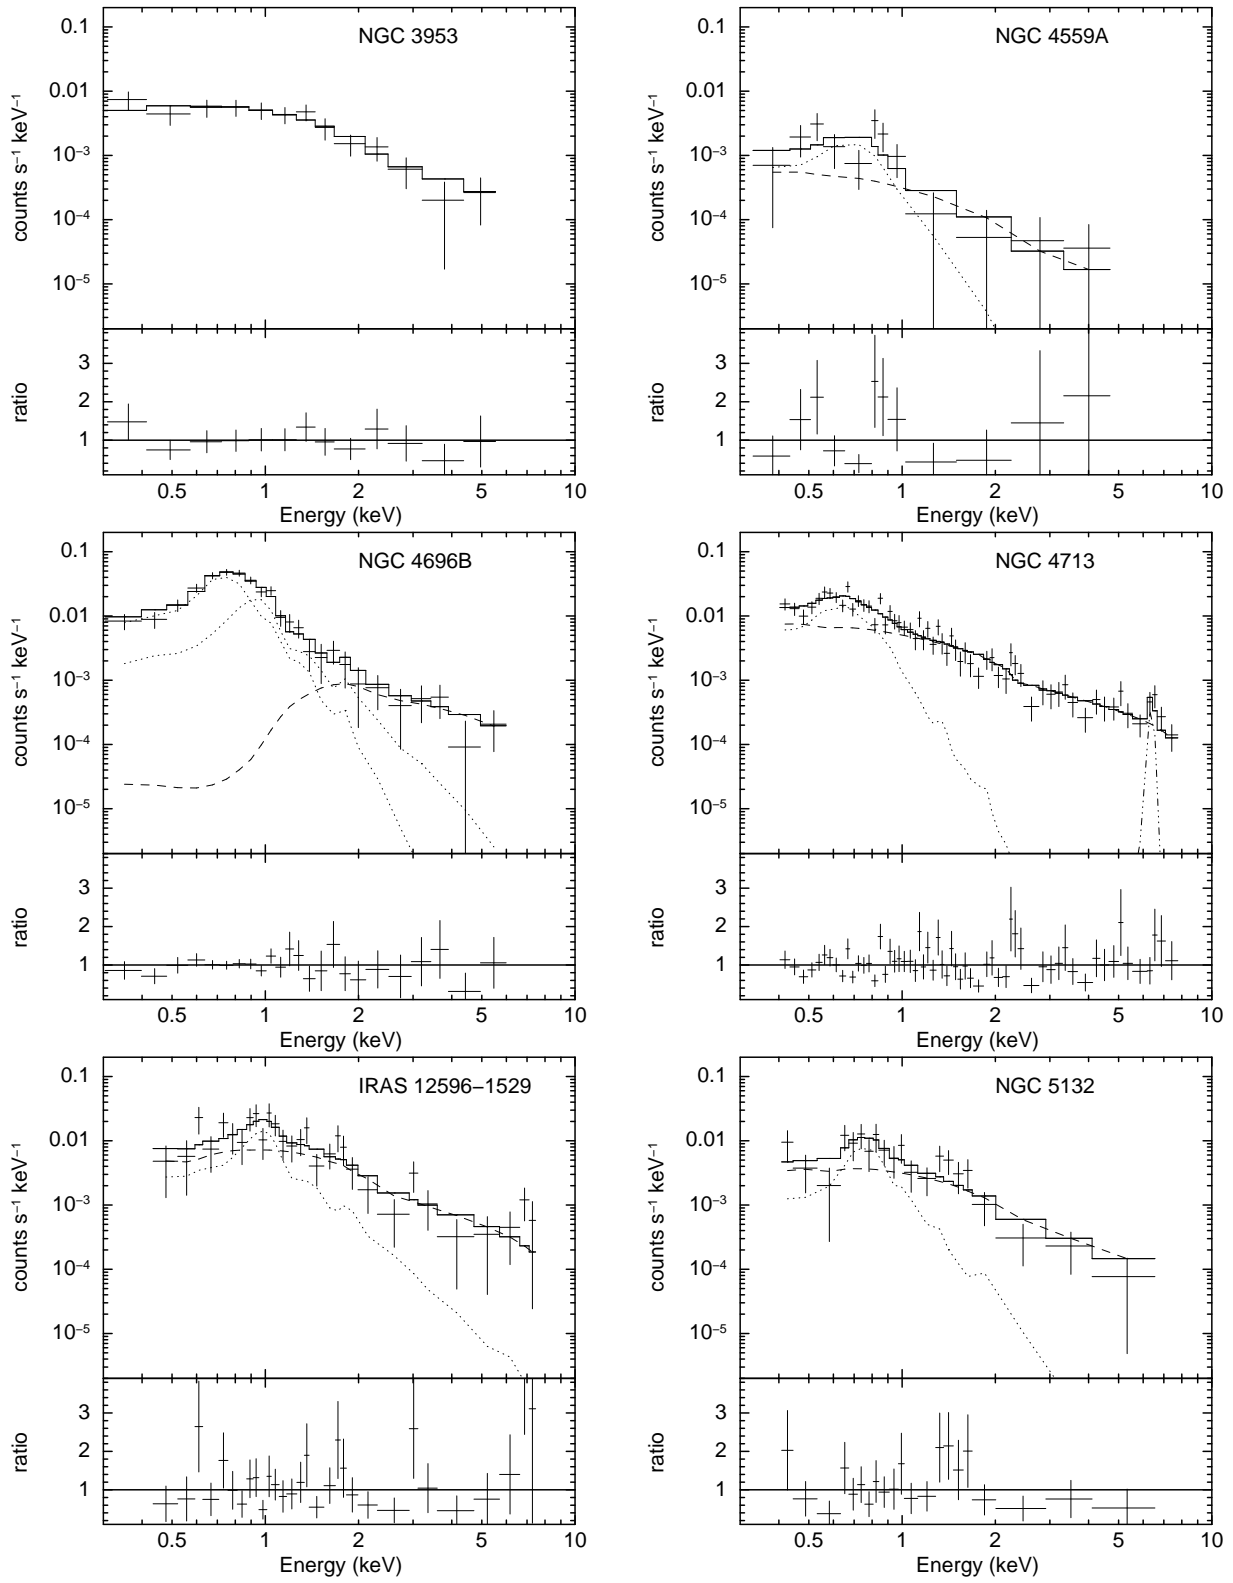 NGC 3953
0.1
0.01
10⁻³
10⁻⁴
10⁻⁵
counts s⁻¹ keV⁻¹
3
2
1
ratio
0.5 1 2 5 10
Energy (keV)
NGC 4559A
0.1
0.01
10⁻³
10⁻⁴
10⁻⁵
counts s⁻¹ keV⁻¹
3
2
1
ratio
0.5 1 2 5 10
Energy (keV)
NGC 4696B
0.1
0.01
10⁻³
10⁻⁴
10⁻⁵
counts s⁻¹ keV⁻¹
3
2
1
ratio
0.5 1 2 5 10
Energy (keV)
NGC 4713
0.1
0.01
10⁻³
10⁻⁴
10⁻⁵
counts s⁻¹ keV⁻¹
3
2
1
ratio
0.5 1 2 5 10
Energy (keV)
IRAS 12596−1529
0.1
0.01
10⁻³
10⁻⁴
10⁻⁵
counts s⁻¹ keV⁻¹
3
2
1
ratio
0.5 1 2 5 10
Energy (keV)
NGC 5132
0.1
0.01
10⁻³
10⁻⁴
10⁻⁵
counts s⁻¹ keV⁻¹
3
2
1
ratio
0.5 1 2 5 10
Energy (keV)